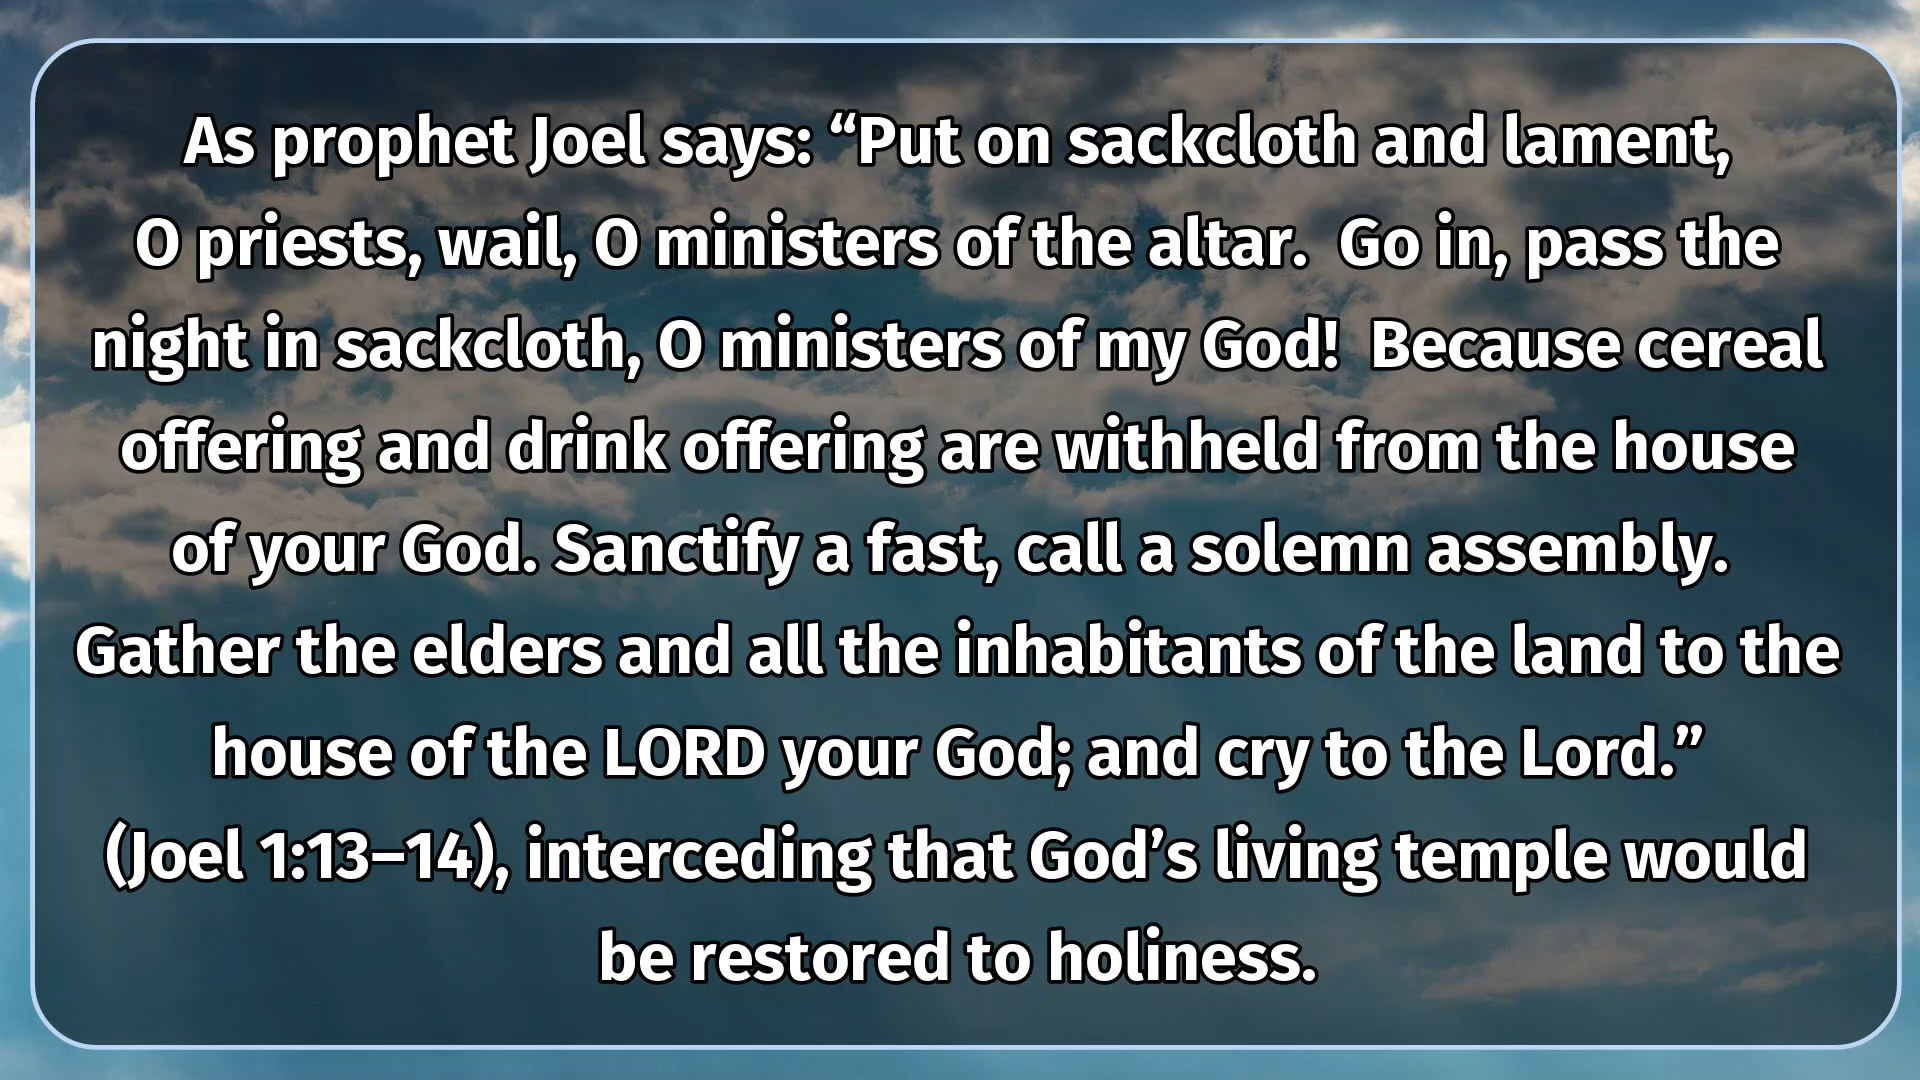 As prophet Joel says: “Put on sackcloth and lament,
O priests, wail, O ministers of the altar.  Go in, pass the
night in sackcloth, O ministers of my God!  Because cereal
offering and drink offering are withheld from the house
of your God. Sanctify a fast, call a solemn assembly.
Gather the elders and all the inhabitants of the land to the
house of the LORD your God; and cry to the Lord.”
(Joel 1:13–14), interceding that God’s living temple would
be restored to holiness.